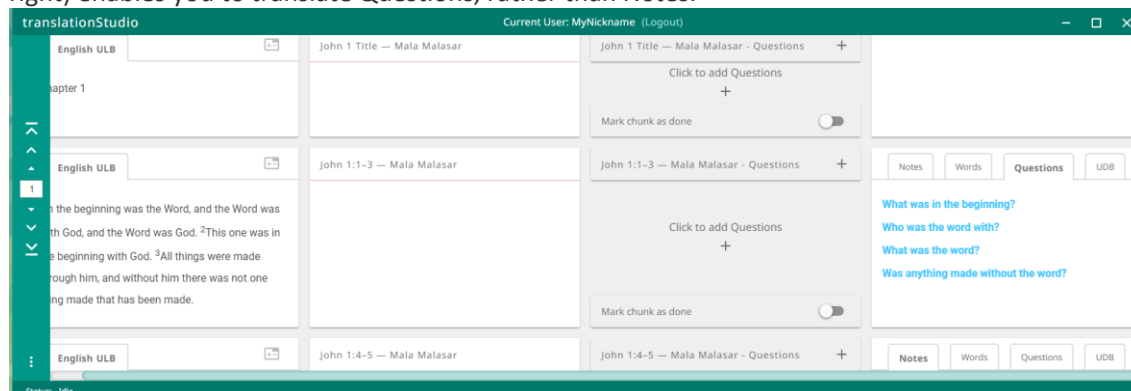 right, enables you to translate Questions, rather than Notes.
translationStudio
Current User: MyNickname (Logout)
English ULB
hapter 1
John 1 Title — Mala Malasar
John 1 Title — Mala Malasar - Questions +
Click to add Questions
+
Mark chunk as done
1
English ULB
n the beginning was the Word, and the Word was
th God, and the Word was God. ²This one was in
e beginning with God. ³All things were made
rough him, and without him there was not one
ing made that has been made.
John 1:1–3 — Mala Malasar
John 1:1–3 — Mala Malasar - Questions +
Click to add Questions
+
Mark chunk as done
Notes Words Questions UDB
What was in the beginning?
Who was the word with?
What was the word?
Was anything made without the word?
English ULB
John 1:4–5 — Mala Malasar
John 1:4–5 — Mala Malasar - Questions +
Notes Words Questions UDB